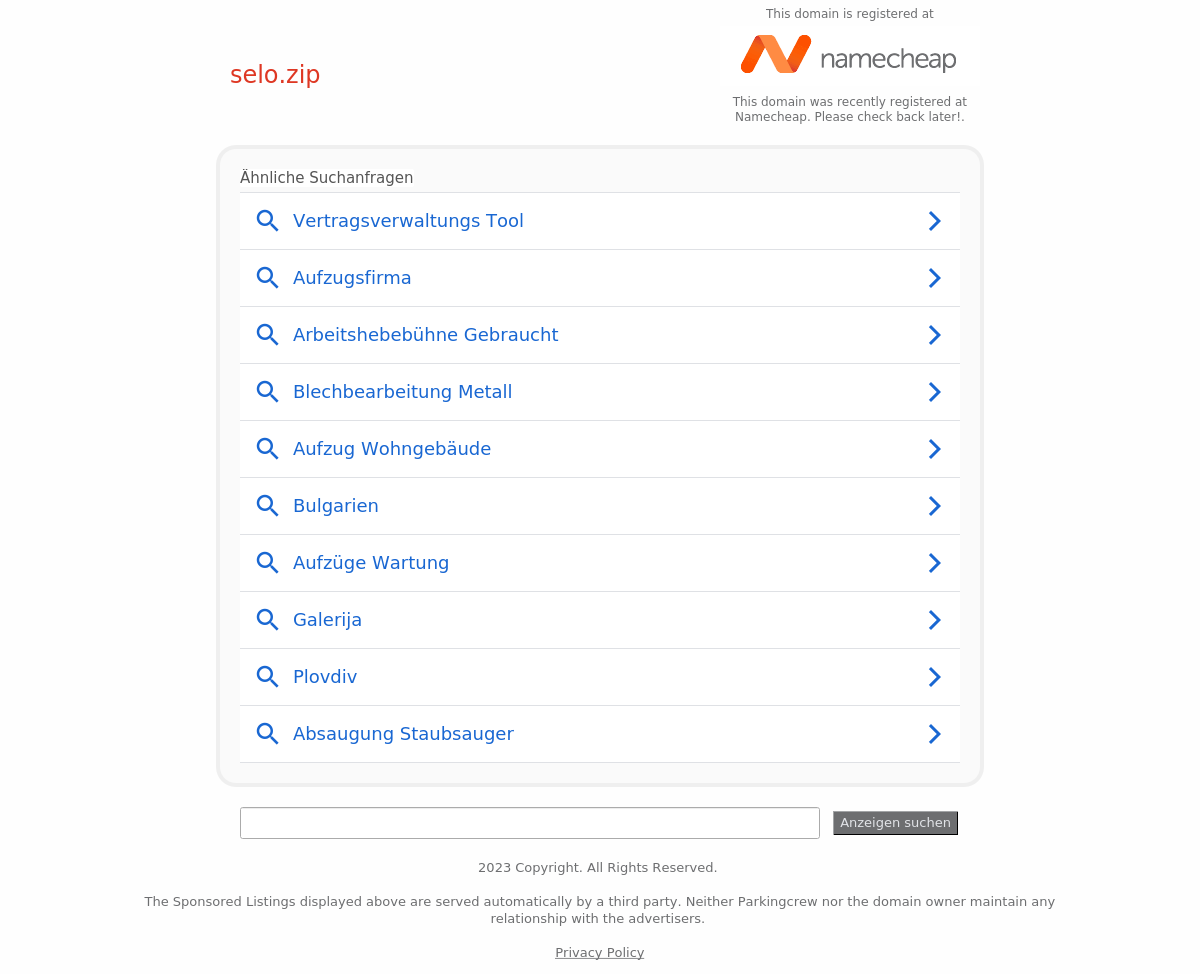 This domain is registered at
namecheap
selo.zip
This domain was recently registered at
Namecheap. Please check back later!.
Ähnliche Suchanfragen
Vertragsverwaltungs Tool
Aufzugsfirma
Arbeitshebebühne Gebraucht
Blechbearbeitung Metall
Aufzug Wohngebäude
Bulgarien
Aufzüge Wartung
Galerija
Plovdiv
Absaugung Staubsauger
Anzeigen suchen
2023 Copyright. All Rights Reserved.
The Sponsored Listings displayed above are served automatically by a third party. Neither Parkingcrew nor the domain owner maintain any
relationship with the advertisers.
Privacy Policy